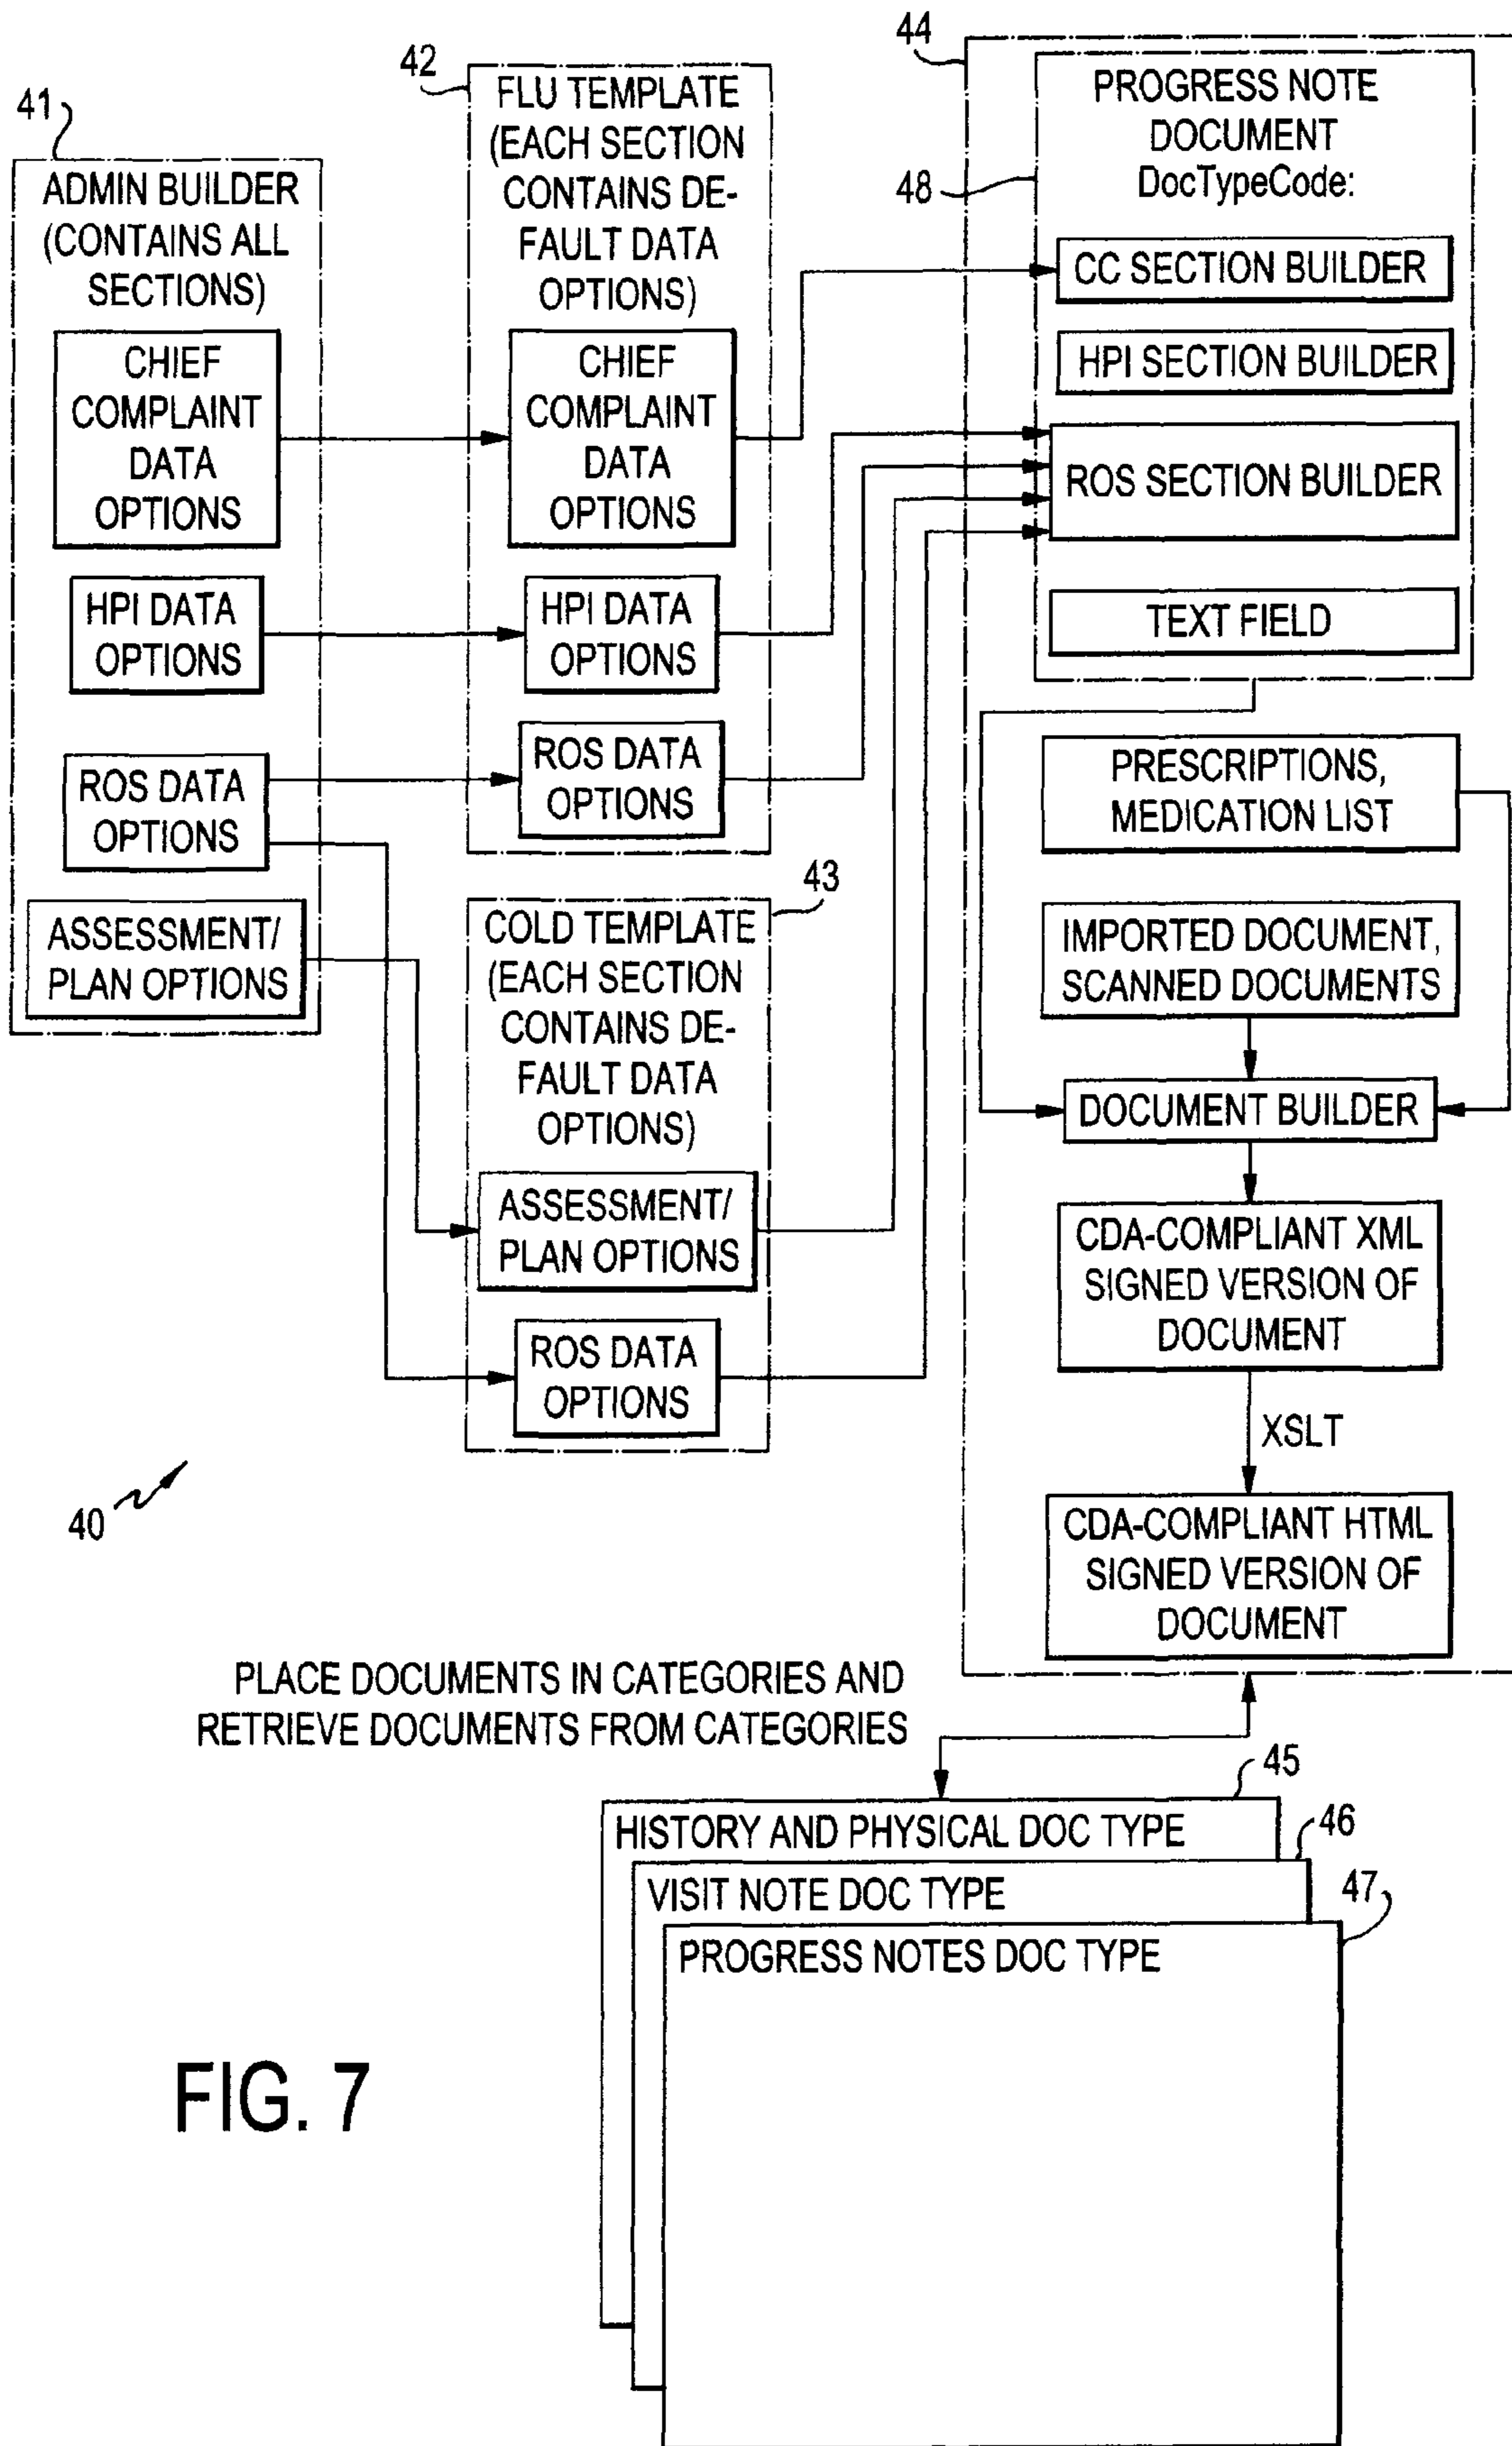 41
ADMIN BUILDER
(CONTAINS ALL
SECTIONS)
CHIEF
COMPLAINT
DATA
OPTIONS
HPI DATA
OPTIONS
ROS DATA
OPTIONS
ASSESSMENT/
PLAN OPTIONS
42
FLU TEMPLATE
(EACH SECTION
CONTAINS DE-
FAULT DATA
OPTIONS)
CHIEF
COMPLAINT
DATA
OPTIONS
HPI DATA
OPTIONS
ROS DATA
OPTIONS
43
COLD TEMPLATE
(EACH SECTION
CONTAINS DE-
FAULT DATA
OPTIONS)
ASSESSMENT/
PLAN OPTIONS
ROS DATA
OPTIONS
44
48
PROGRESS NOTE
DOCUMENT
DocTypeCode:
CC SECTION BUILDER
HPI SECTION BUILDER
ROS SECTION BUILDER
TEXT FIELD
PRESCRIPTIONS,
MEDICATION LIST
IMPORTED DOCUMENT,
SCANNED DOCUMENTS
DOCUMENT BUILDER
CDA-COMPLIANT XML
SIGNED VERSION OF
DOCUMENT
XSLT
CDA-COMPLIANT HTML
SIGNED VERSION OF
DOCUMENT
40
PLACE DOCUMENTS IN CATEGORIES AND
RETRIEVE DOCUMENTS FROM CATEGORIES
45
HISTORY AND PHYSICAL DOC TYPE
46
VISIT NOTE DOC TYPE
47
PROGRESS NOTES DOC TYPE
FIG. 7